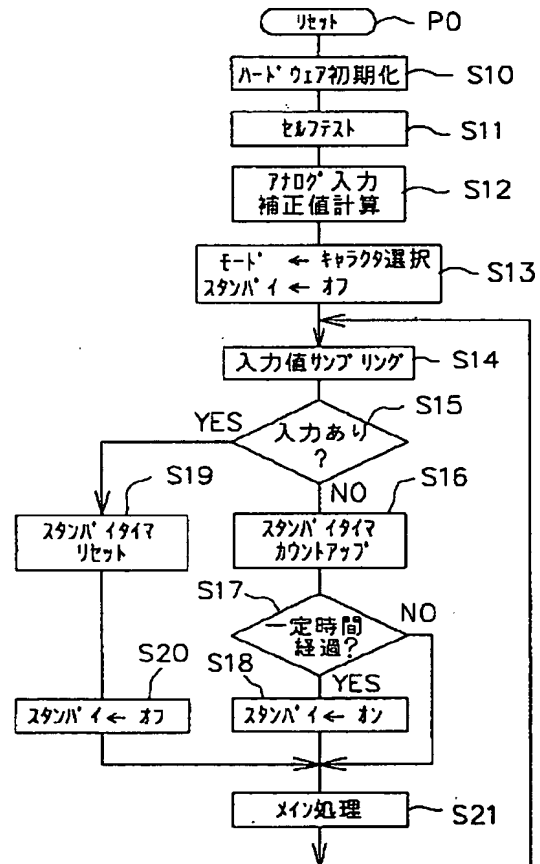 リセット
P0
ハードウェア初期化
S10
セルフテスト
S11
アナログ入力
補正値計算
S12
モード ← キャラクタ選択
スタンバイ ← オフ
S13
入力値サンプリング
S14
S15
YES
入力あり
?
S19
NO
S16
スタンバイタイマ
リセット
スタンバイタイマ
カウントアップ
S17
NO
一定時間
経過?
S20
S18
YES
スタンバイ ← オフ
スタンバイ ← オン
メイン処理
S21